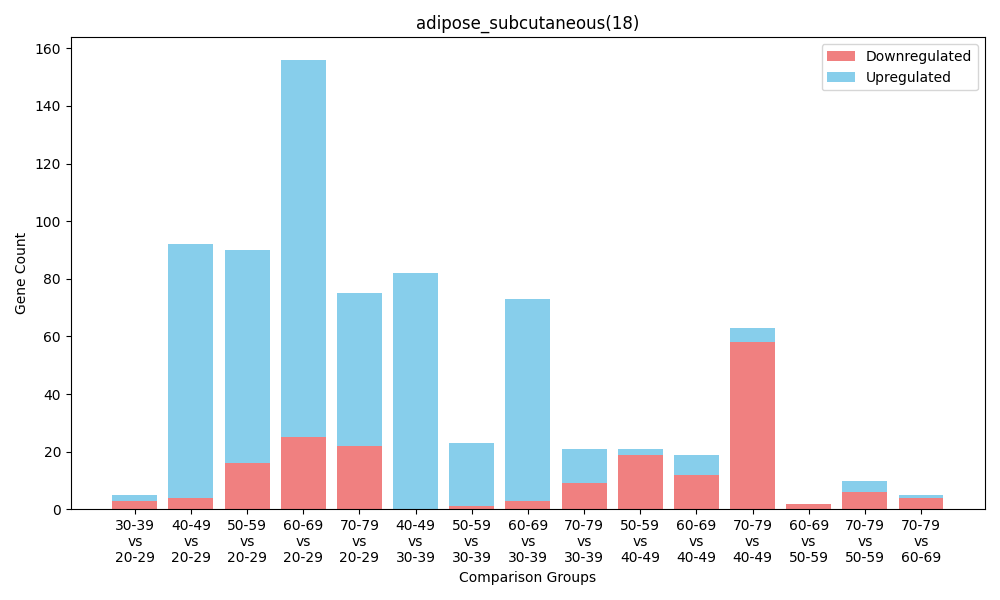 adipose_subcutaneous(18)
Downregulated
Upregulated
Gene Count
160
140
120
100
80
60
40
20
0
30-39
vs
20-29
40-49
vs
20-29
50-59
vs
20-29
60-69
vs
20-29
70-79
vs
20-29
40-49
vs
30-39
50-59
vs
30-39
60-69
vs
30-39
70-79
vs
30-39
50-59
vs
40-49
60-69
vs
40-49
70-79
vs
40-49
60-69
vs
50-59
70-79
vs
50-59
70-79
vs
60-69
Comparison Groups